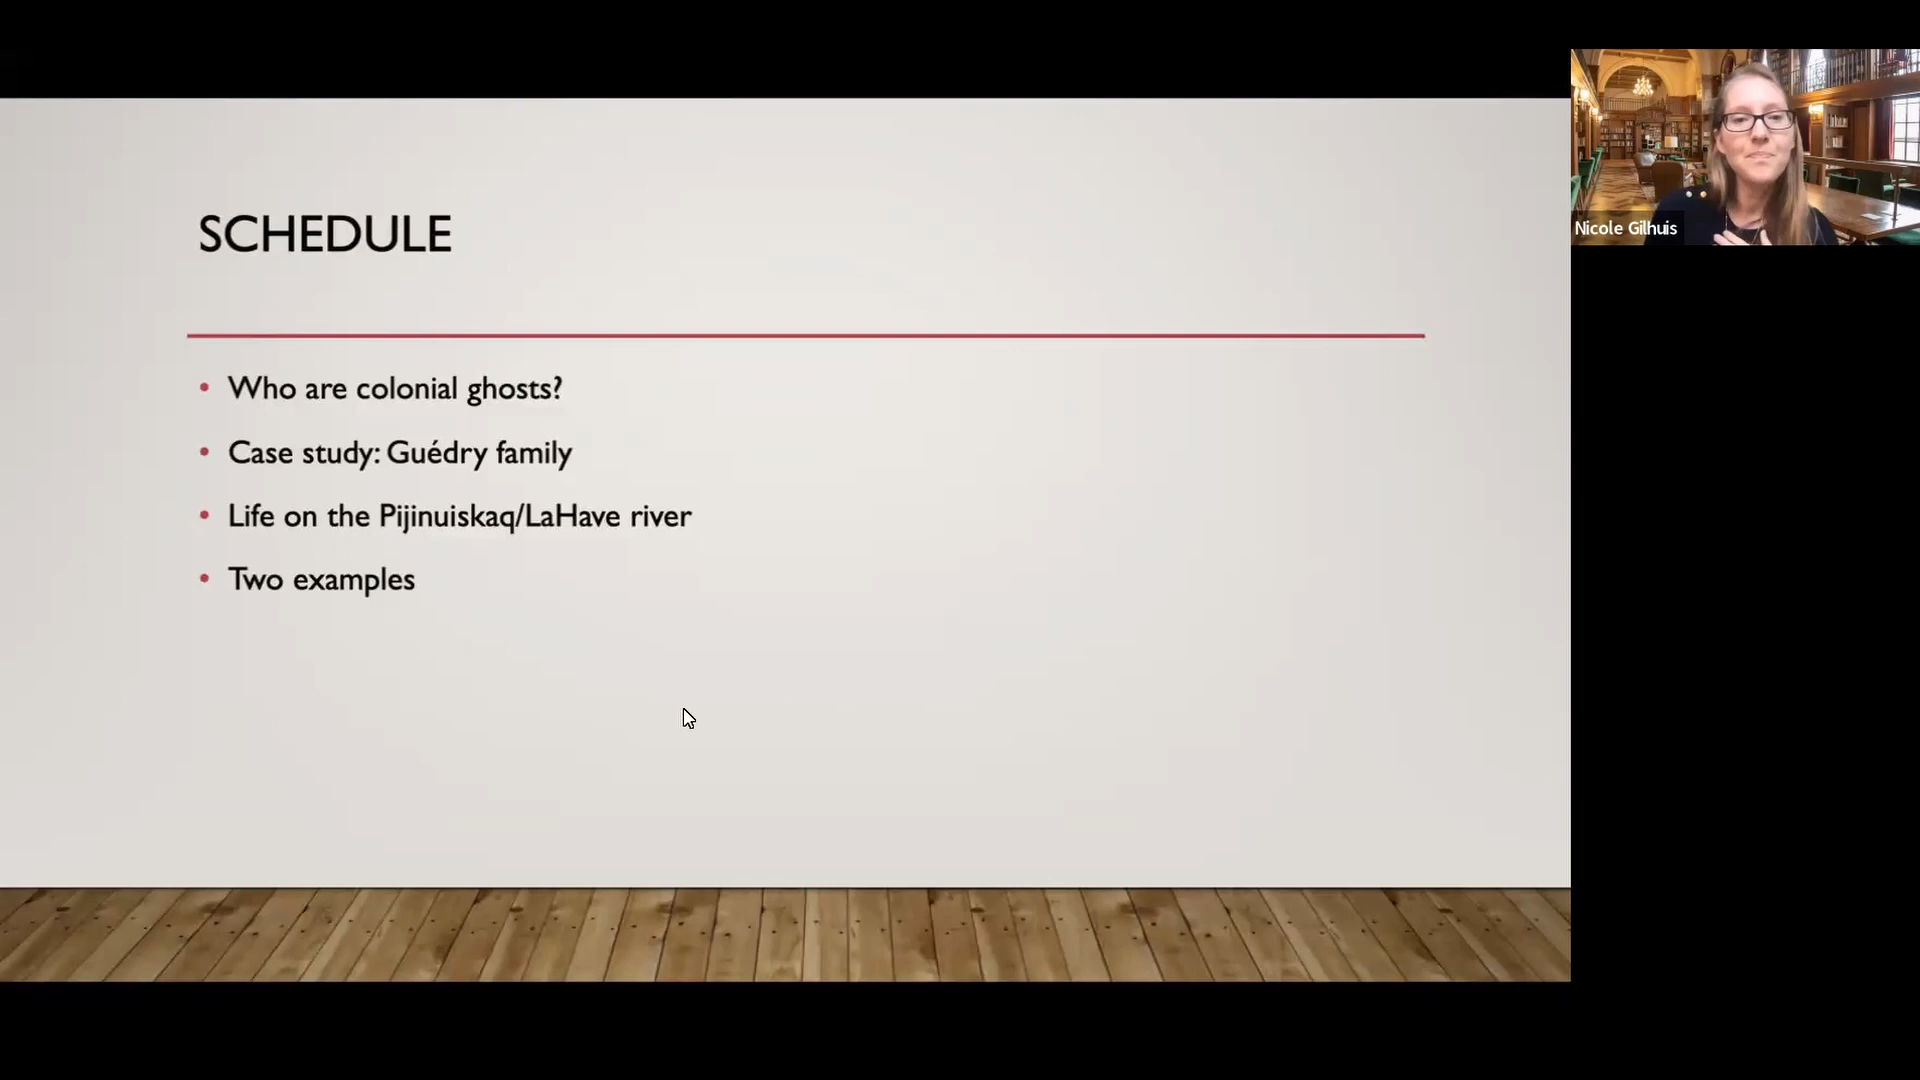 SCHEDULE
• Who are colonial ghosts?
• Case study: Guédry family
• Life on the Pijinuiskaq/LaHave river
• Two examples
Nicole Gilhuis